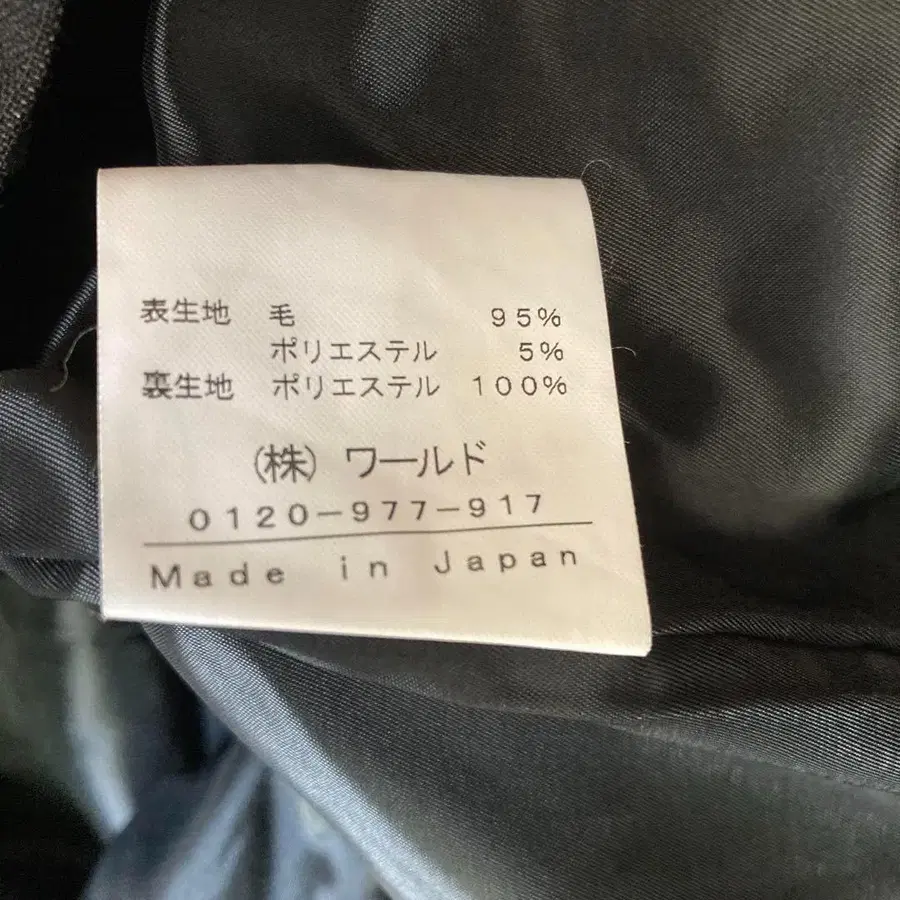 表生地 毛 95%
ポリエステル 5%
裏生地 ポリエステル 100%
(株) ワールド
0120-977-917
Made in Japan